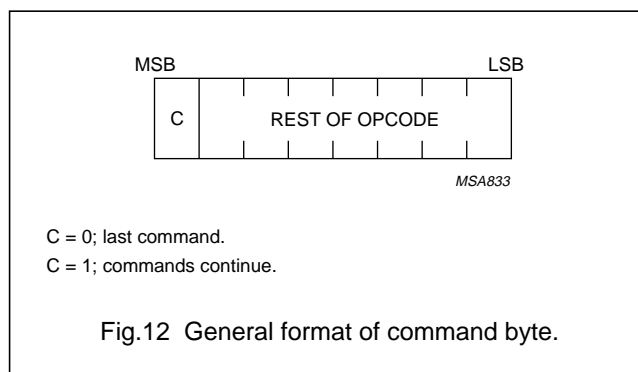 MSB LSB
C REST OF OPCODE
MSA833
C = 0; last command.
C = 1; commands continue.
Fig.12 General format of command byte.